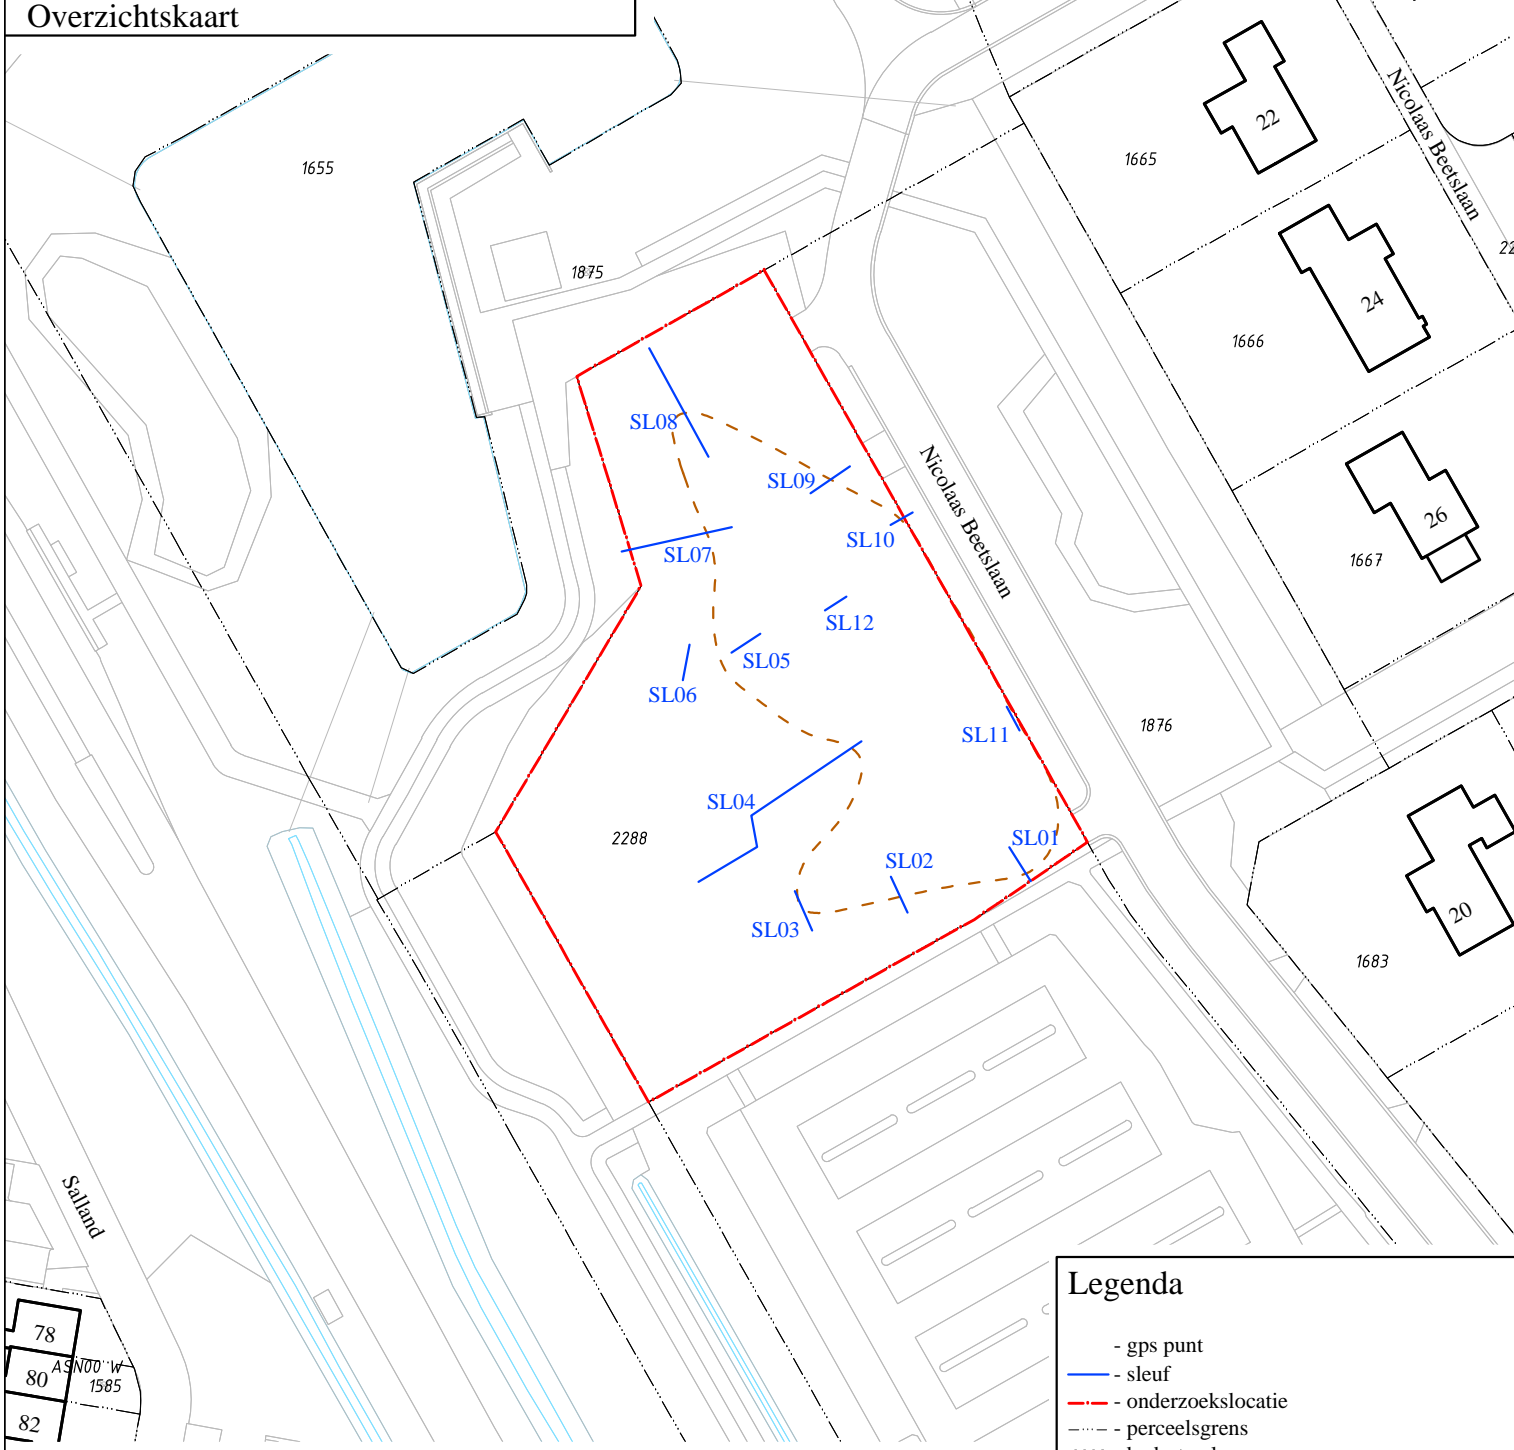 Overzichtskaart
22
Nicolaas Beetslaan
1665
1655
22
24
1875
1666
SL08
SL09
Nicolaas Beetslaan
26
SL10
SL07
1667
SL12
SL05
SL06
SL11
1876
SL04
2288
SL01
SL02
20
SL03
1683
Salland
78
ASN00 W
80
1585
82
Legenda
- gps punt
- sleuf
- onderzoekslocatie
- perceelsgrens